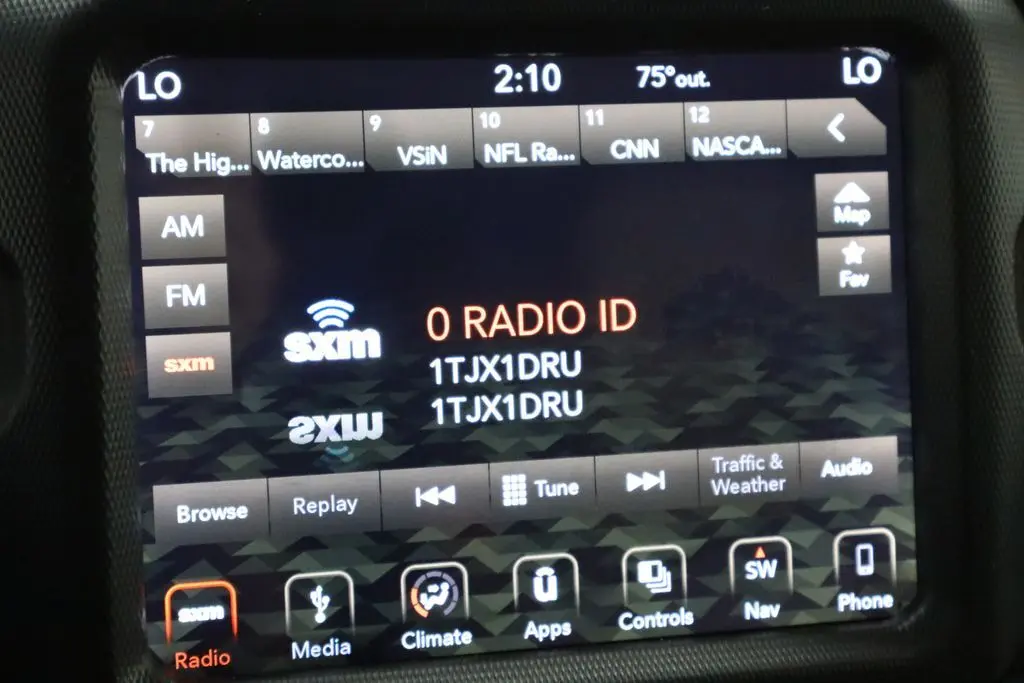 LO 2:10 75°out. LO
7 8 9 10 11 12
The Hig... Waterco... VSiN NFL Ra... CNN NASCA...
AM
Map
FM
Fav
sxm
sxm
0 RADIO ID
1TJX1DRU
1TJX1DRU
sxm
Browse Replay Tune Traffic & Weather Audio
sxm
Radio
Media
Climate
Apps
Controls
SW
Nav
Phone